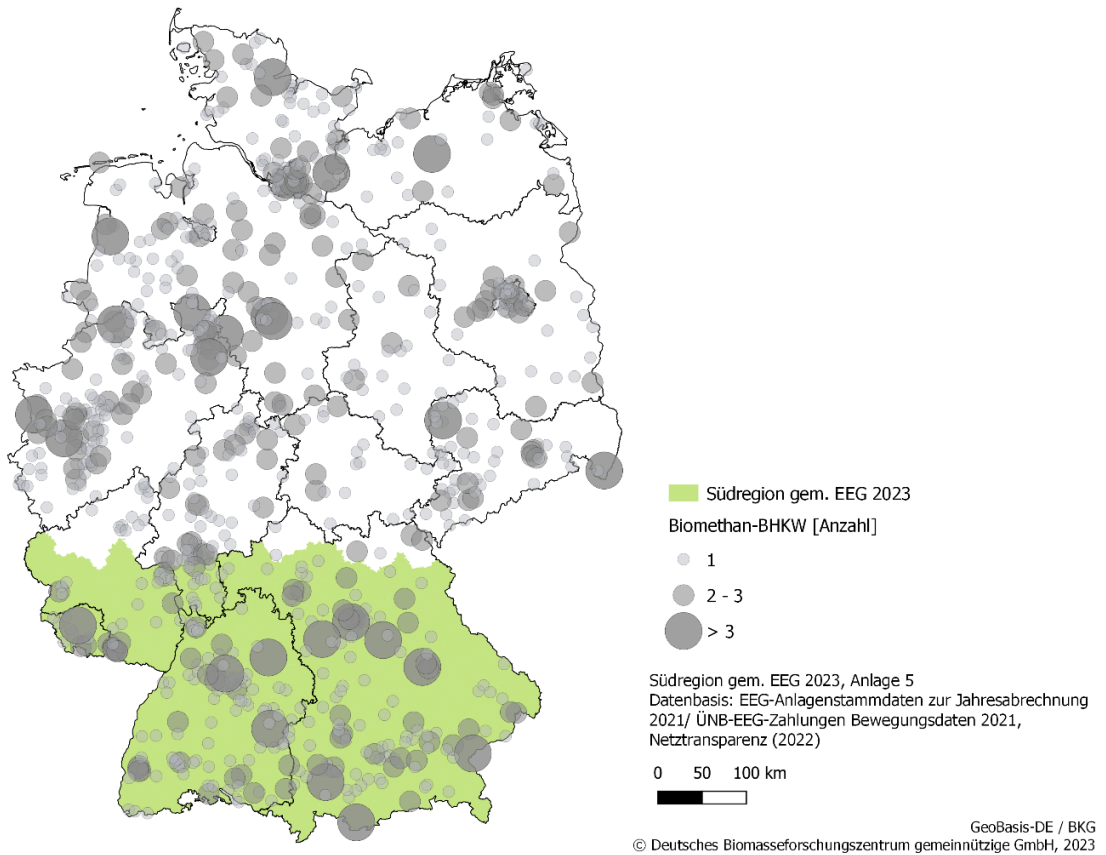 Südregion gem. EEG 2023
Biomethan-BHKW [Anzahl]
1
2 - 3
> 3
Südregion gem. EEG 2023, Anlage 5
Datenbasis: EEG-Anlagenstammdaten zur Jahresabrechnung
2021/ ÜNB-EEG-Zahlungen Bewegungsdaten 2021,
Netztransparenz (2022)
0 50 100 km
GeoBasis-DE / BKG
© Deutsches Biomasseforschungszentrum gemeinnützige GmbH, 2023